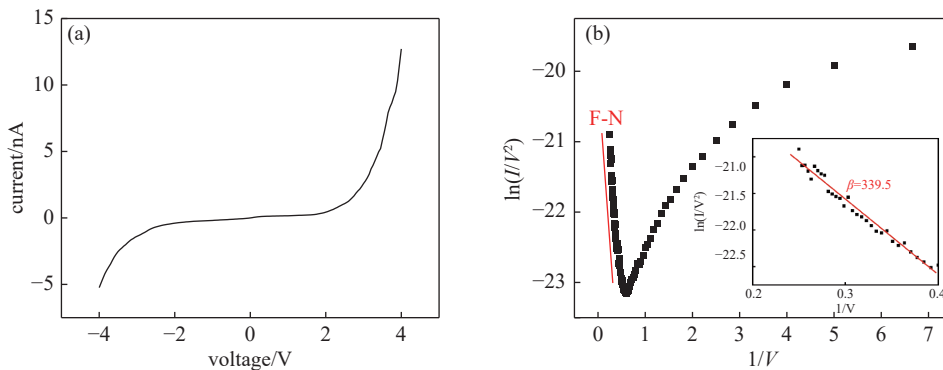 (a)
15
10
5
0
−5
current/nA
−4
−2
0
2
4
voltage/V
(b)
−20
−21
−22
−23
ln(I/V²)
F-N
0
1
2
3
4
5
6
7
1/V
−21.0
−21.5
−22.0
−22.5
ln(I/V²)
β=339.5
0.2
0.3
0.4
1/V